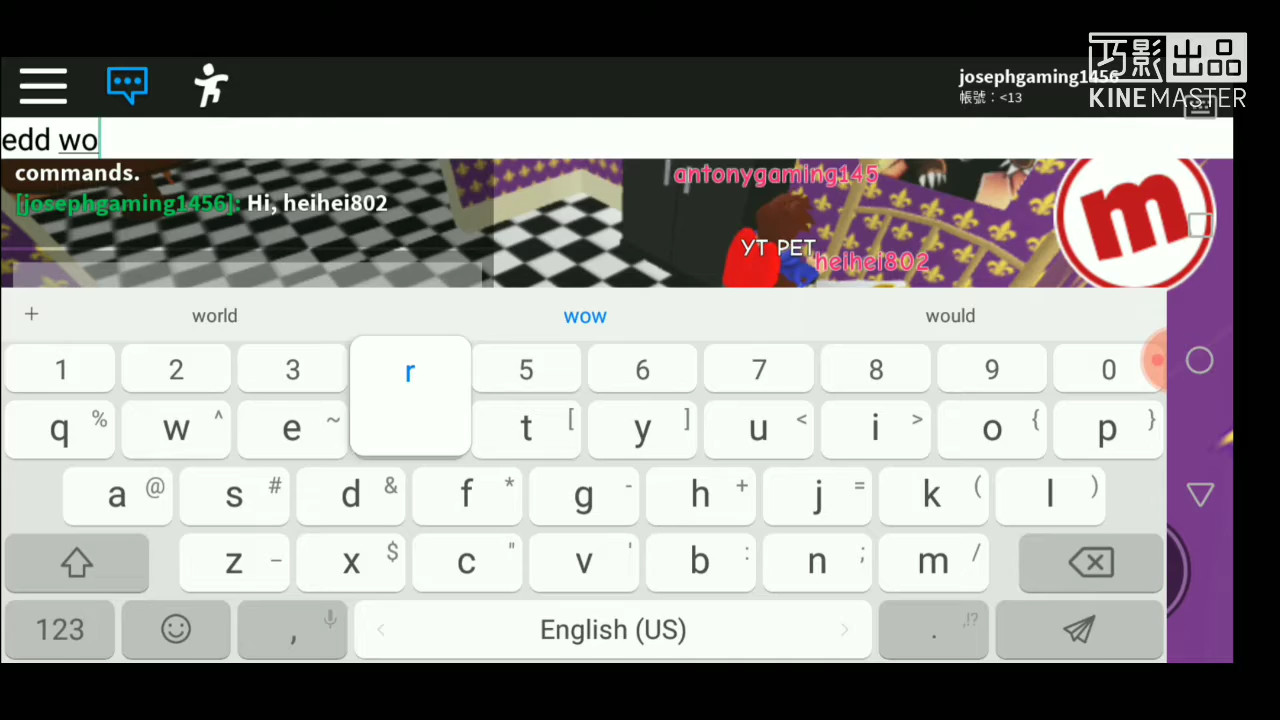 巧影出品
KINEMASTER
josephgaming1456
帳號：<13
edd wo
commands.
[josephgaming1456]: Hi, heihei802
antonygaming145
YT PET
heihei802
m
+ world wow would
1 2 3 r 5 6 7 8 9 0
q % w ^ e ~ t [ y ] u < i > o { p }
a @ s # d & f * g - h + j = k ( l )
z _ x $ c " v ' b : n ; m /
123 , < English (US) > . ,!?